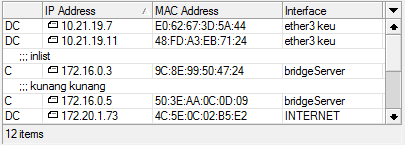 IP Address MAC Address Interface
DC 10.21.19.7 E0:62:67:3D:5A:44 ether3 keu
DC 10.21.19.11 48:FD:A3:EB:71:24 ether3 keu
;;; inlist
C 172.16.0.3 9C:8E:99:50:47:24 bridgeServer
;;; kunang kunang
C 172.16.0.5 50:3E:AA:0C:0D:09 bridgeServer
DC 172.20.1.73 4C:5E:0C:02:B5:E2 INTERNET
12 items